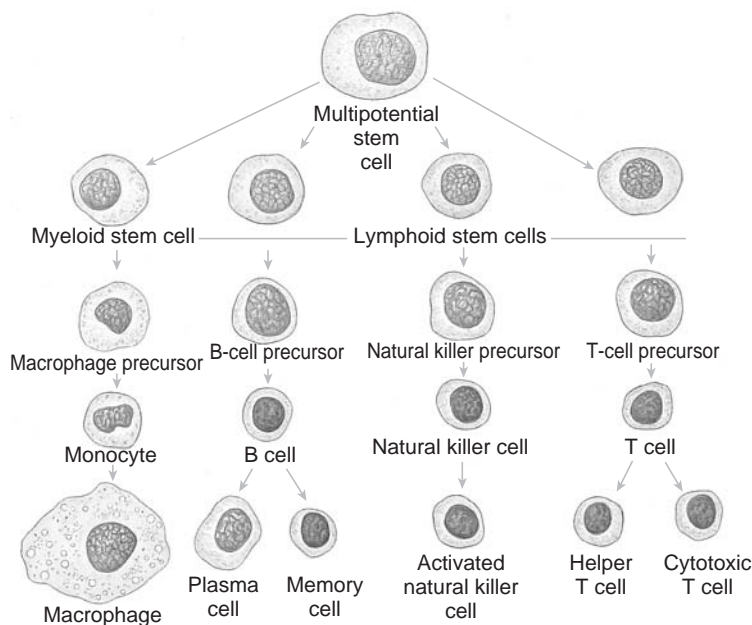 Multipotential
stem
cell
Myeloid stem cell
Lymphoid stem cells
Macrophage precursor
B-cell precursor
Natural killer precursor
T-cell precursor
Monocyte
B cell
Natural killer cell
T cell
Macrophage
Plasma
cell
Memory
cell
Activated
natural killer
cell
Helper
T cell
Cytotoxic
T cell